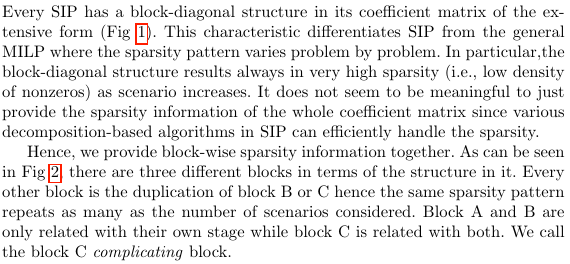 Every SIP has a block-diagonal structure in its coefficient matrix of the ex-
tensive form (Fig 1). This characteristic differentiates SIP from the general
MILP where the sparsity pattern varies problem by problem. In particular,the
block-diagonal structure results always in very high sparsity (i.e., low density
of nonzeros) as scenario increases. It does not seem to be meaningful to just
provide the sparsity information of the whole coefficient matrix since various
decomposition-based algorithms in SIP can efficiently handle the sparsity.
Hence, we provide block-wise sparsity information together. As can be seen
in Fig 2, there are three different blocks in terms of the structure in it. Every
other block is the duplication of block B or C hence the same sparsity pattern
repeats as many as the number of scenarios considered. Block A and B are
only related with their own stage while block C is related with both. We call
the block C complicating block.